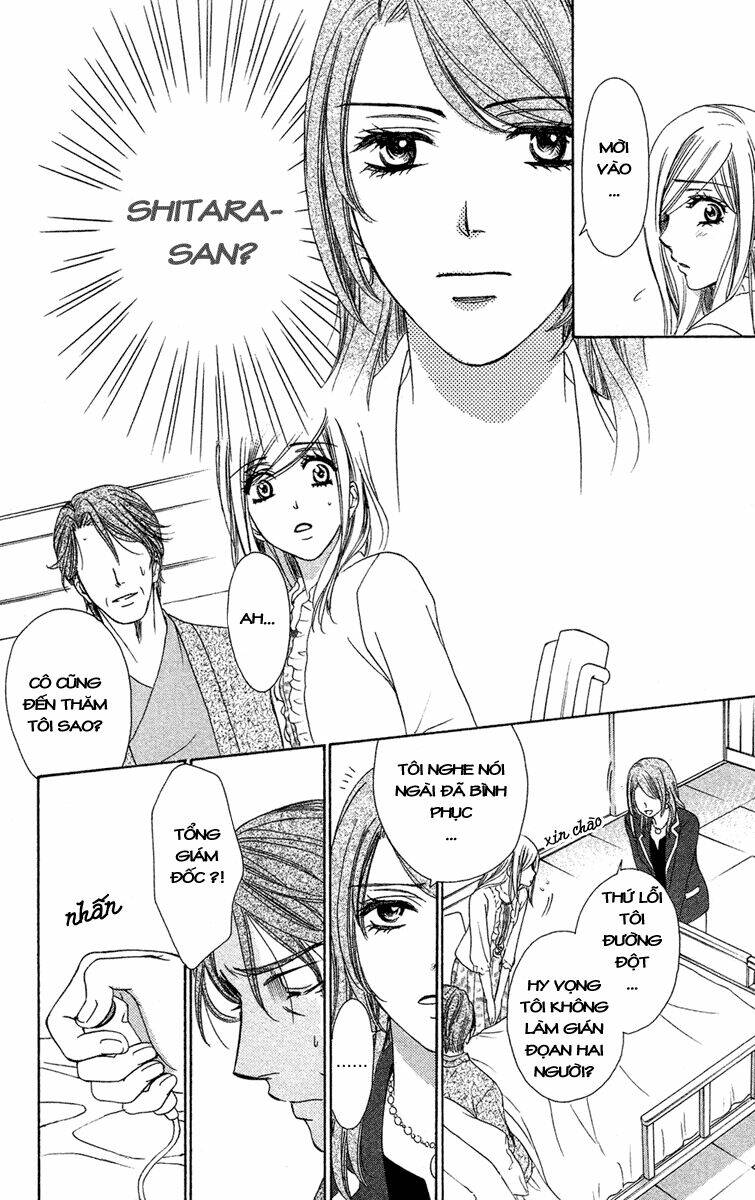 MỜI
VÀO
...
SHITARA-
SAN?
AH...
CÔ CŨNG
ĐẾN THĂM
TÔI SAO?
xin chào
THỨ LỖI
TÔI
ĐƯỜNG
ĐỘT
...
HY VỌNG
TÔI KHÔNG
LÀM GIÁN
ĐỌAN HAI
NGƯỜI?
TÔI NGHE NÓI
NGÀI ĐÃ BÌNH
PHỤC
...
.......
TỔNG
GIÁM
ĐỐC ?!
nhấn